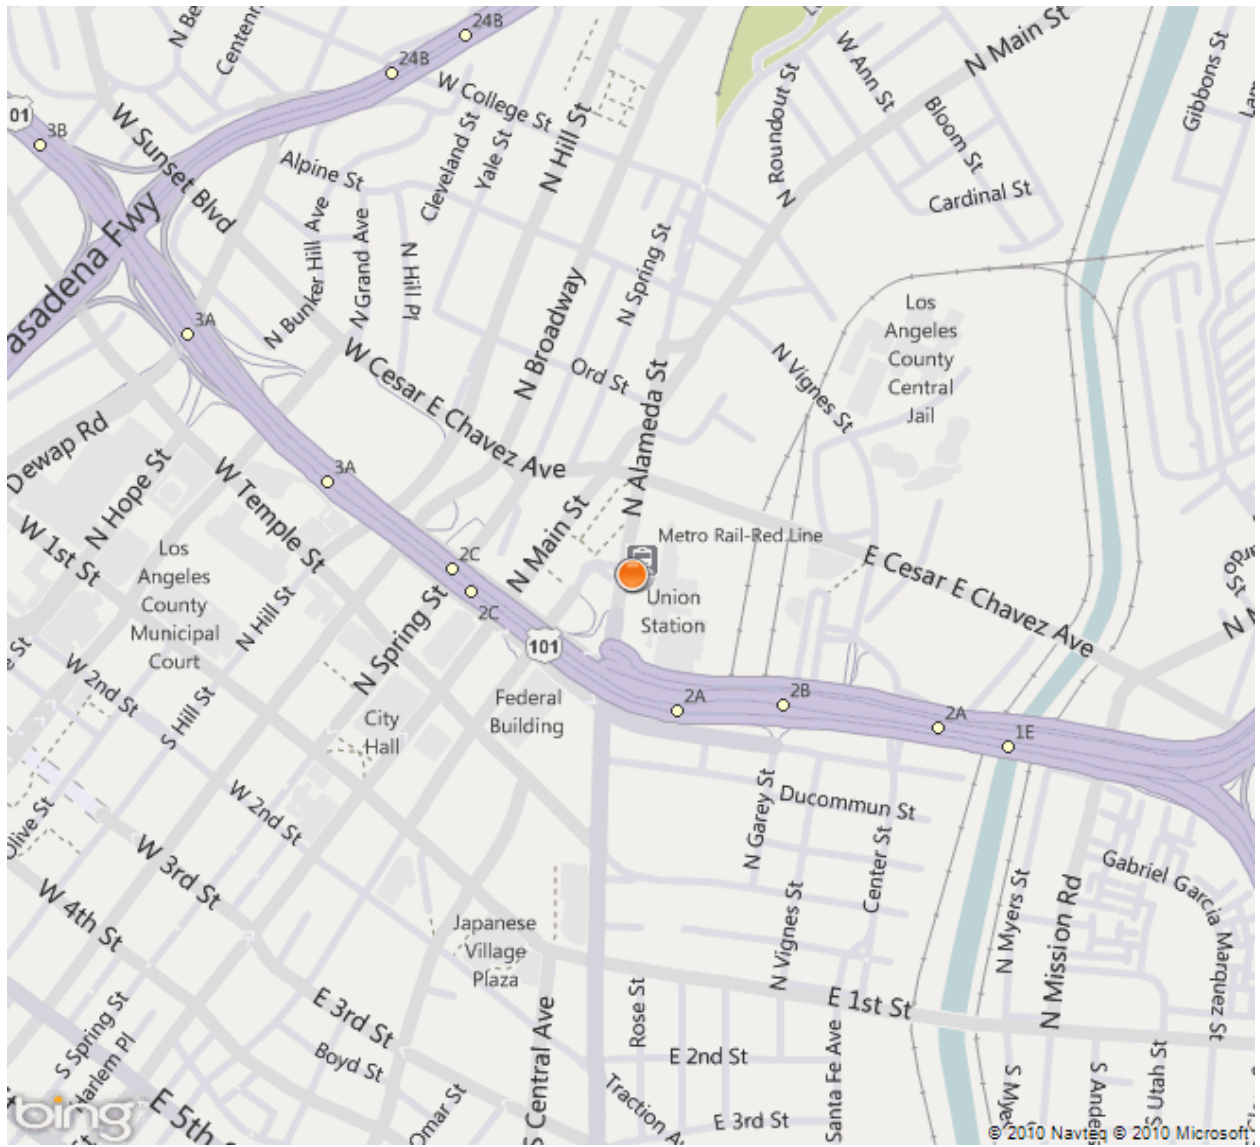 24B
24B
N Main St
W Ann St
Gibbons St
Roundout St
Bloom St
N
Cardinal St
W College St
N Hill St
Cleveland St
Yale St
Alpine St
01
3B
W Sunset Blvd
asadena Fwy
N Bunker Hill Ave
N Grand Ave
N Hill Pl
N Broadway
N Spring St
3A
W Cesar E Chavez Ave
Ord St
N Alameda St
N Vignes St
Los
Angeles
County
Central
Jail
Dewap Rd
N Hope St
3A
W Temple St
W 1st St
Los
Angeles
County
Municipal
Court
N Hill St
N Main St
2C
2C
N Spring St
Metro Rail-Red Line
Union
Station
E Cesar E Chavez Ave
101
Federal
Building
City
Hall
2A
2B
2A
1E
W 2nd St
S Hill St
W 2nd St
Olive St
W 3rd St
W 4th St
Ducommun St
N Garey St
Center St
N Vignes St
Gabriel Garcia Marquez St
N Myers St
N Mission Rd
Japanese
Village
Plaza
E 1st St
E 3rd St
Boyd St
S Spring St
Harlem Pl
E 5th
Omar St
S Central Ave
Rose St
E 2nd St
E 3rd St
Traction
Santa Fe Ave
S Utah St
bing
© 2010 Navteq © 2010 Microsoft